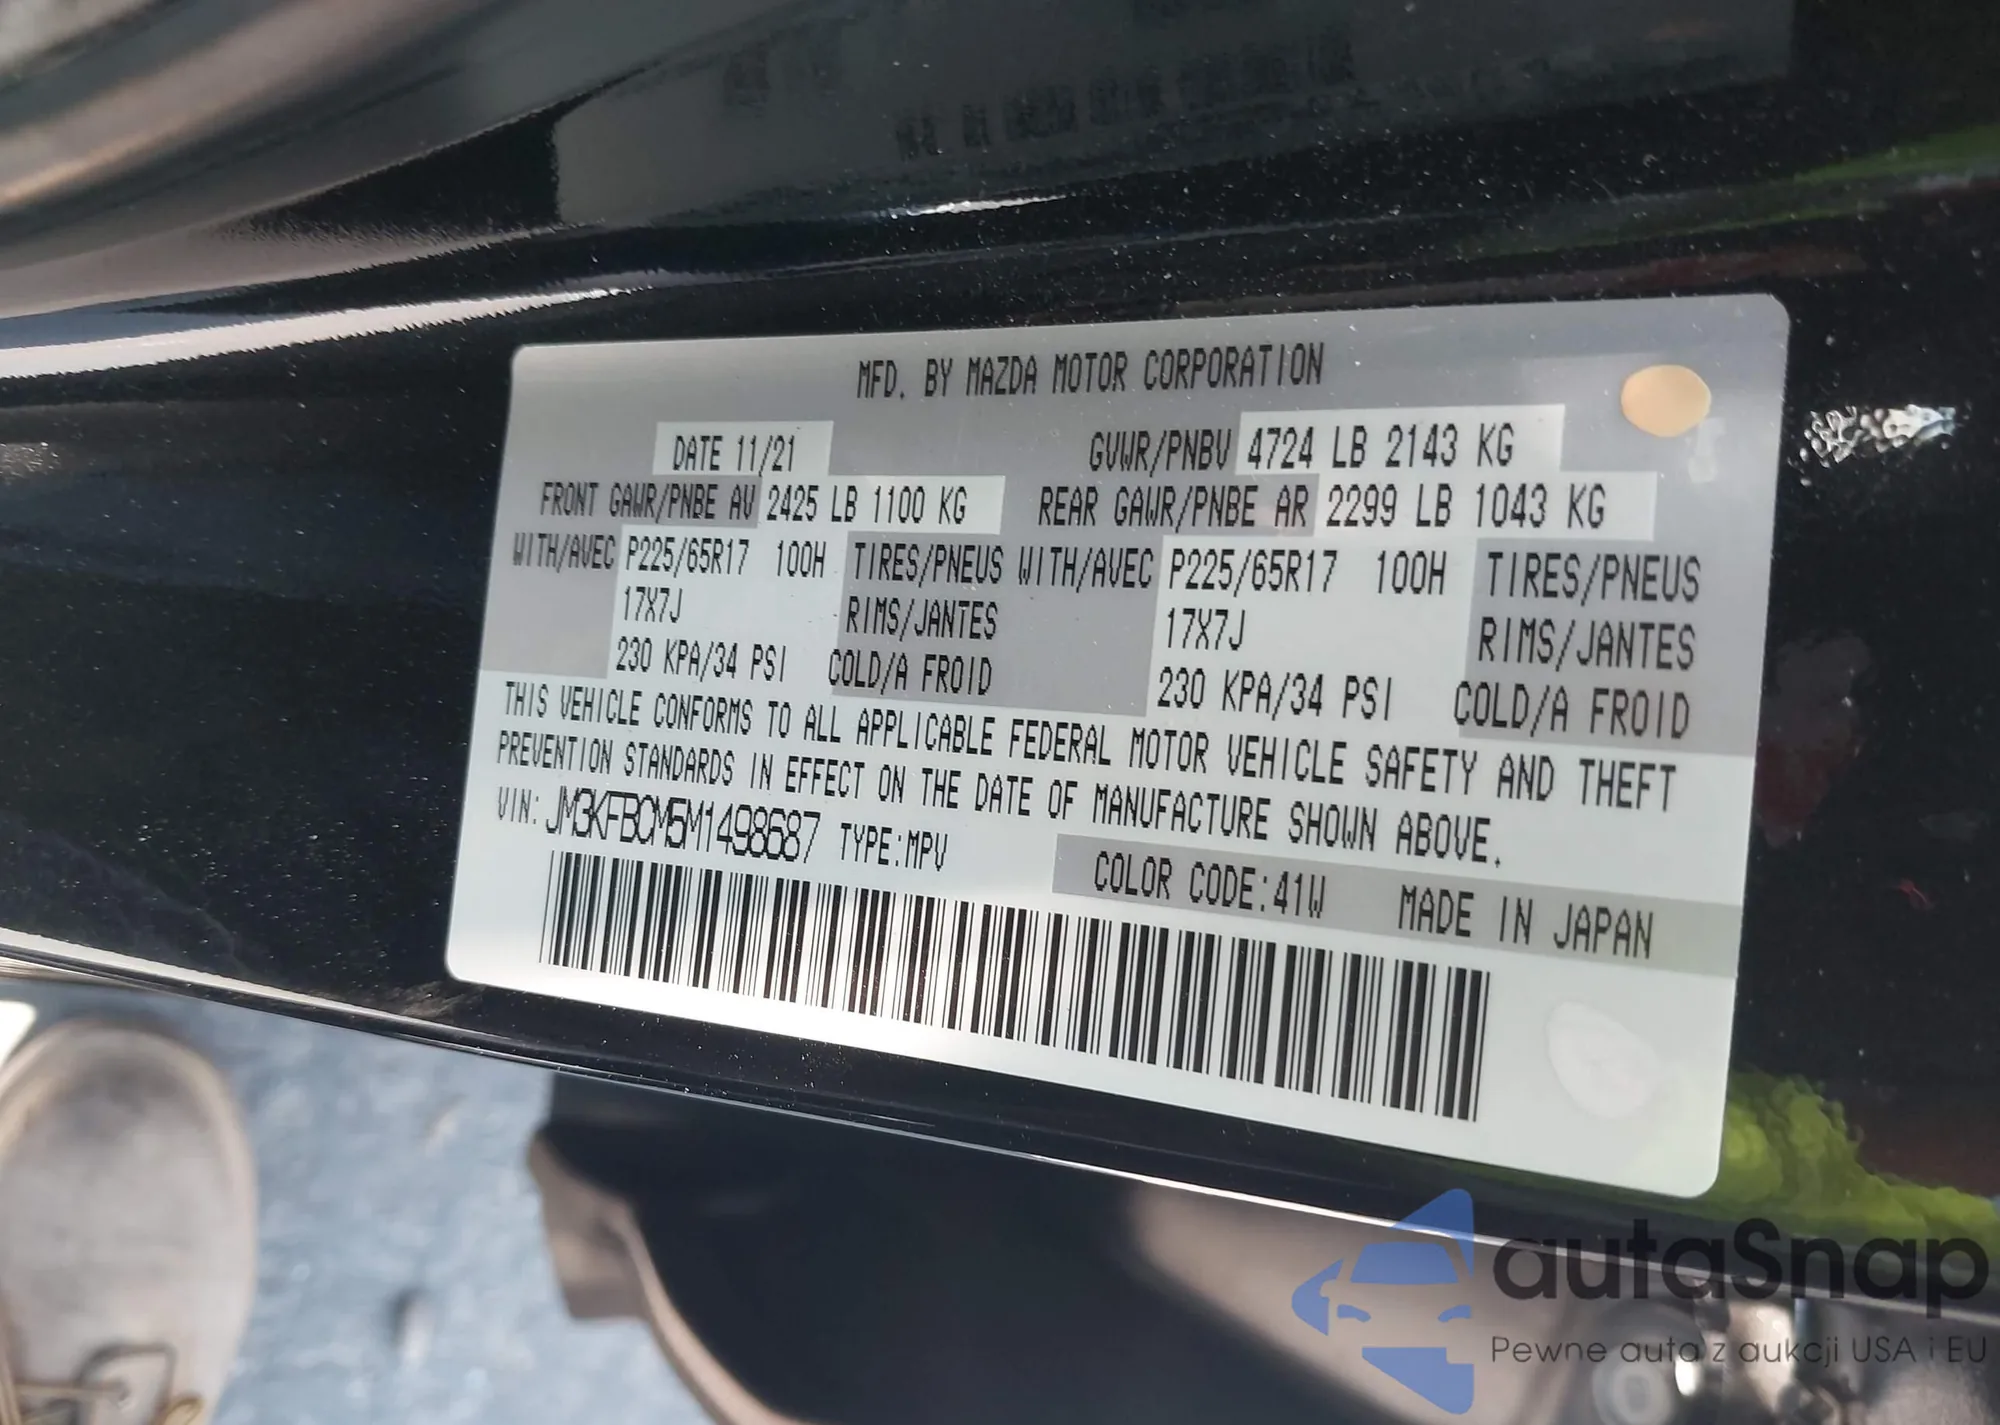 MFD. BY MAZDA MOTOR CORPORATION
DATE 11/21 GVWR/PNBV 4724 LB 2143 KG
FRONT GAWR/PNBE AV 2425 LB 1100 KG REAR GAWR/PNBE AR 2299 LB 1043 KG
WITH/AVEC P225/65R17 100H TIRES/PNEUS WITH/AVEC P225/65R17 100H TIRES/PNEUS
17X7J RIMS/JANTES 17X7J RIMS/JANTES
230 KPA/34 PSI COLD/A FROID 230 KPA/34 PSI COLD/A FROID
THIS VEHICLE CONFORMS TO ALL APPLICABLE FEDERAL MOTOR VEHICLE SAFETY AND THEFT
PREVENTION STANDARDS IN EFFECT ON THE DATE OF MANUFACTURE SHOWN ABOVE.
VIN: JM3KFBCM5M1498687 TYPE:MPV COLOR CODE:41W MADE IN JAPAN
autaSnap
Pewne auta z aukcji USA i EU